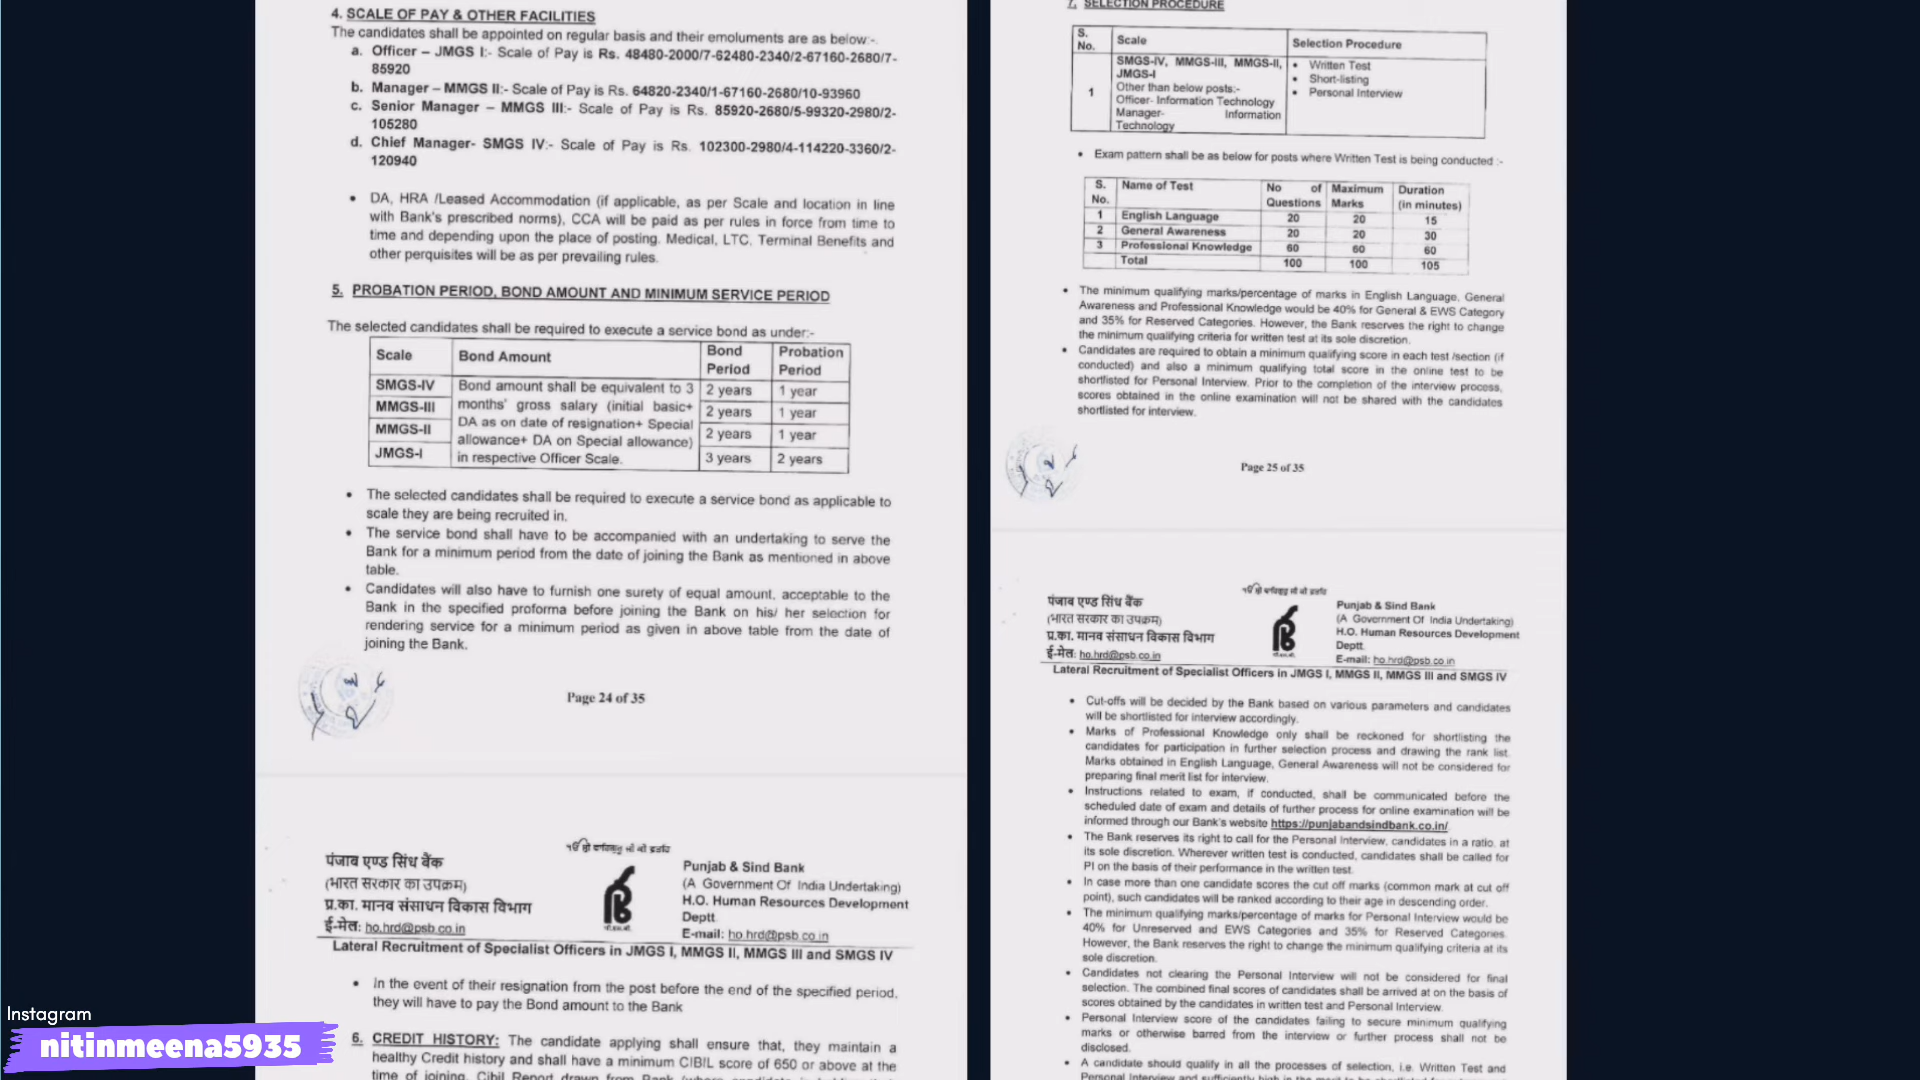 4. SCALE OF PAY & OTHER FACILITIES
The candidates shall be appointed on regular basis and their emoluments are as below:-
a. Officer – JMGS I:- Scale of Pay is Rs. 48480-2000/7-62480-2340/2-67160-2680/7-
85920
b. Manager – MMGS II:- Scale of Pay is Rs. 64820-2340/1-67160-2680/10-93960
c. Senior Manager – MMGS III:- Scale of Pay is Rs. 85920-2680/5-99320-2980/2-
105280
d. Chief Manager- SMGS IV:- Scale of Pay is Rs. 102300-2980/4-114220-3360/2-
120940
• DA, HRA /Leased Accommodation (if applicable, as per Scale and location in line
with Bank's prescribed norms), CCA will be paid as per rules in force from time to
time and depending upon the place of posting. Medical, LTC, Terminal Benefits and
other perquisites will be as per prevailing rules.
5. PROBATION PERIOD, BOND AMOUNT AND MINIMUM SERVICE PERIOD
The selected candidates shall be required to execute a service bond as under:-
Scale Bond Amount Bond Period Probation Period
SMGS-IV Bond amount shall be equivalent to 3 2 years 1 year
MMGS-III months' gross salary (initial basic+ 2 years 1 year
DA as on date of resignation+ Special
MMGS-II allowance+ DA on Special allowance) 2 years 1 year
JMGS-I in respective Officer Scale. 3 years 2 years
• The selected candidates shall be required to execute a service bond as applicable to
scale they are being recruited in.
• The service bond shall have to be accompanied with an undertaking to serve the
Bank for a minimum period from the date of joining the Bank as mentioned in above
table.
• Candidates will also have to furnish one surety of equal amount, acceptable to the
Bank in the specified proforma before joining the Bank on his/ her selection for
rendering service for a minimum period as given in above table from the date of
joining the Bank.
Page 24 of 35
पंजाब एण्ड सिंध बैंक
(भारत सरकार का उपक्रम)
प्र.का. मानव संसाधन विकास विभाग
ई-मेल: ho.hrd@psb.co.in
Punjab & Sind Bank
(A Government Of India Undertaking)
H.O. Human Resources Development
Deptt
E-mail: ho.hrd@psb.co.in
Lateral Recruitment of Specialist Officers in JMGS I, MMGS II, MMGS III and SMGS IV
• In the event of their resignation from the post before the end of the specified period,
they will have to pay the Bond amount to the Bank
6. CREDIT HISTORY: The candidate applying shall ensure that, they maintain a
healthy Credit history and shall have a minimum CIBIL score of 650 or above at the
time of joining. Cibil Report drawn from Bank
7. SELECTION PROCEDURE
S. No. Scale Selection Procedure
1 SMGS-IV, MMGS-III, MMGS-II,
JMGS-I
Other than below posts:-
Officer- Information Technology
Manager- Information
Technology
• Written Test
• Short-listing
• Personal Interview
• Exam pattern shall be as below for posts where Written Test is being conducted :-
S. No. Name of Test No of Questions Maximum Marks Duration (in minutes)
1 English Language 20 20 15
2 General Awareness 20 20 30
3 Professional Knowledge 60 60 60
Total 100 100 105
• The minimum qualifying marks/percentage of marks in English Language, General
Awareness and Professional Knowledge would be 40% for General & EWS Category
and 35% for Reserved Categories. However, the Bank reserves the right to change
the minimum qualifying criteria for written test at its sole discretion.
• Candidates are required to obtain a minimum qualifying score in each test /section (if
conducted) and also a minimum qualifying total score in the online test to be
shortlisted for Personal Interview. Prior to the completion of the interview process,
scores obtained in the online examination will not be shared with the candidates
shortlisted for interview.
Page 25 of 35
पंजाब एण्ड सिंध बैंक
(भारत सरकार का उपक्रम)
प्र.का. मानव संसाधन विकास विभाग
ई-मेल: ho.hrd@psb.co.in
Punjab & Sind Bank
(A Government Of India Undertaking)
H.O. Human Resources Development
Deptt
E-mail: ho.hrd@psb.co.in
Lateral Recruitment of Specialist Officers in JMGS I, MMGS II, MMGS III and SMGS IV
• Cut-offs will be decided by the Bank based on various parameters and candidates
will be shortlisted for interview accordingly.
• Marks of Professional Knowledge only shall be reckoned for shortlisting the
candidates for participation in further selection process and drawing the rank list.
Marks obtained in English Language, General Awareness will not be considered for
preparing final merit list for interview.
• Instructions related to exam, if conducted, shall be communicated before the
scheduled date of exam and details of further process for online examination will be
informed through our Bank's website https://punjabandsindbank.co.in/
• The Bank reserves its right to call for the Personal Interview, candidates in a ratio, at
its sole discretion. Wherever written test is conducted, candidates shall be called for
PI on the basis of their performance in the written test.
• In case more than one candidate scores the cut off marks (common mark at cut off
point), such candidates will be ranked according to their age in descending order.
• The minimum qualifying marks/percentage of marks for Personal Interview would be
40% for Unreserved and EWS Categories and 35% for Reserved Categories.
However, the Bank reserves the right to change the minimum qualifying criteria at its
sole discretion.
• Candidates not clearing the Personal Interview will not be considered for final
selection. The combined final scores of candidates shall be arrived at on the basis of
scores obtained by the candidates in written test and Personal Interview.
• Personal Interview score of the candidates failing to secure minimum qualifying
marks or otherwise barred from the interview or further process shall not be
disclosed.
• A candidate should qualify in all the processes of selection, i.e. Written Test and
Personal Interview and sufficiently high in the merit to be shortlisted for
Instagram
nitinmeena5935